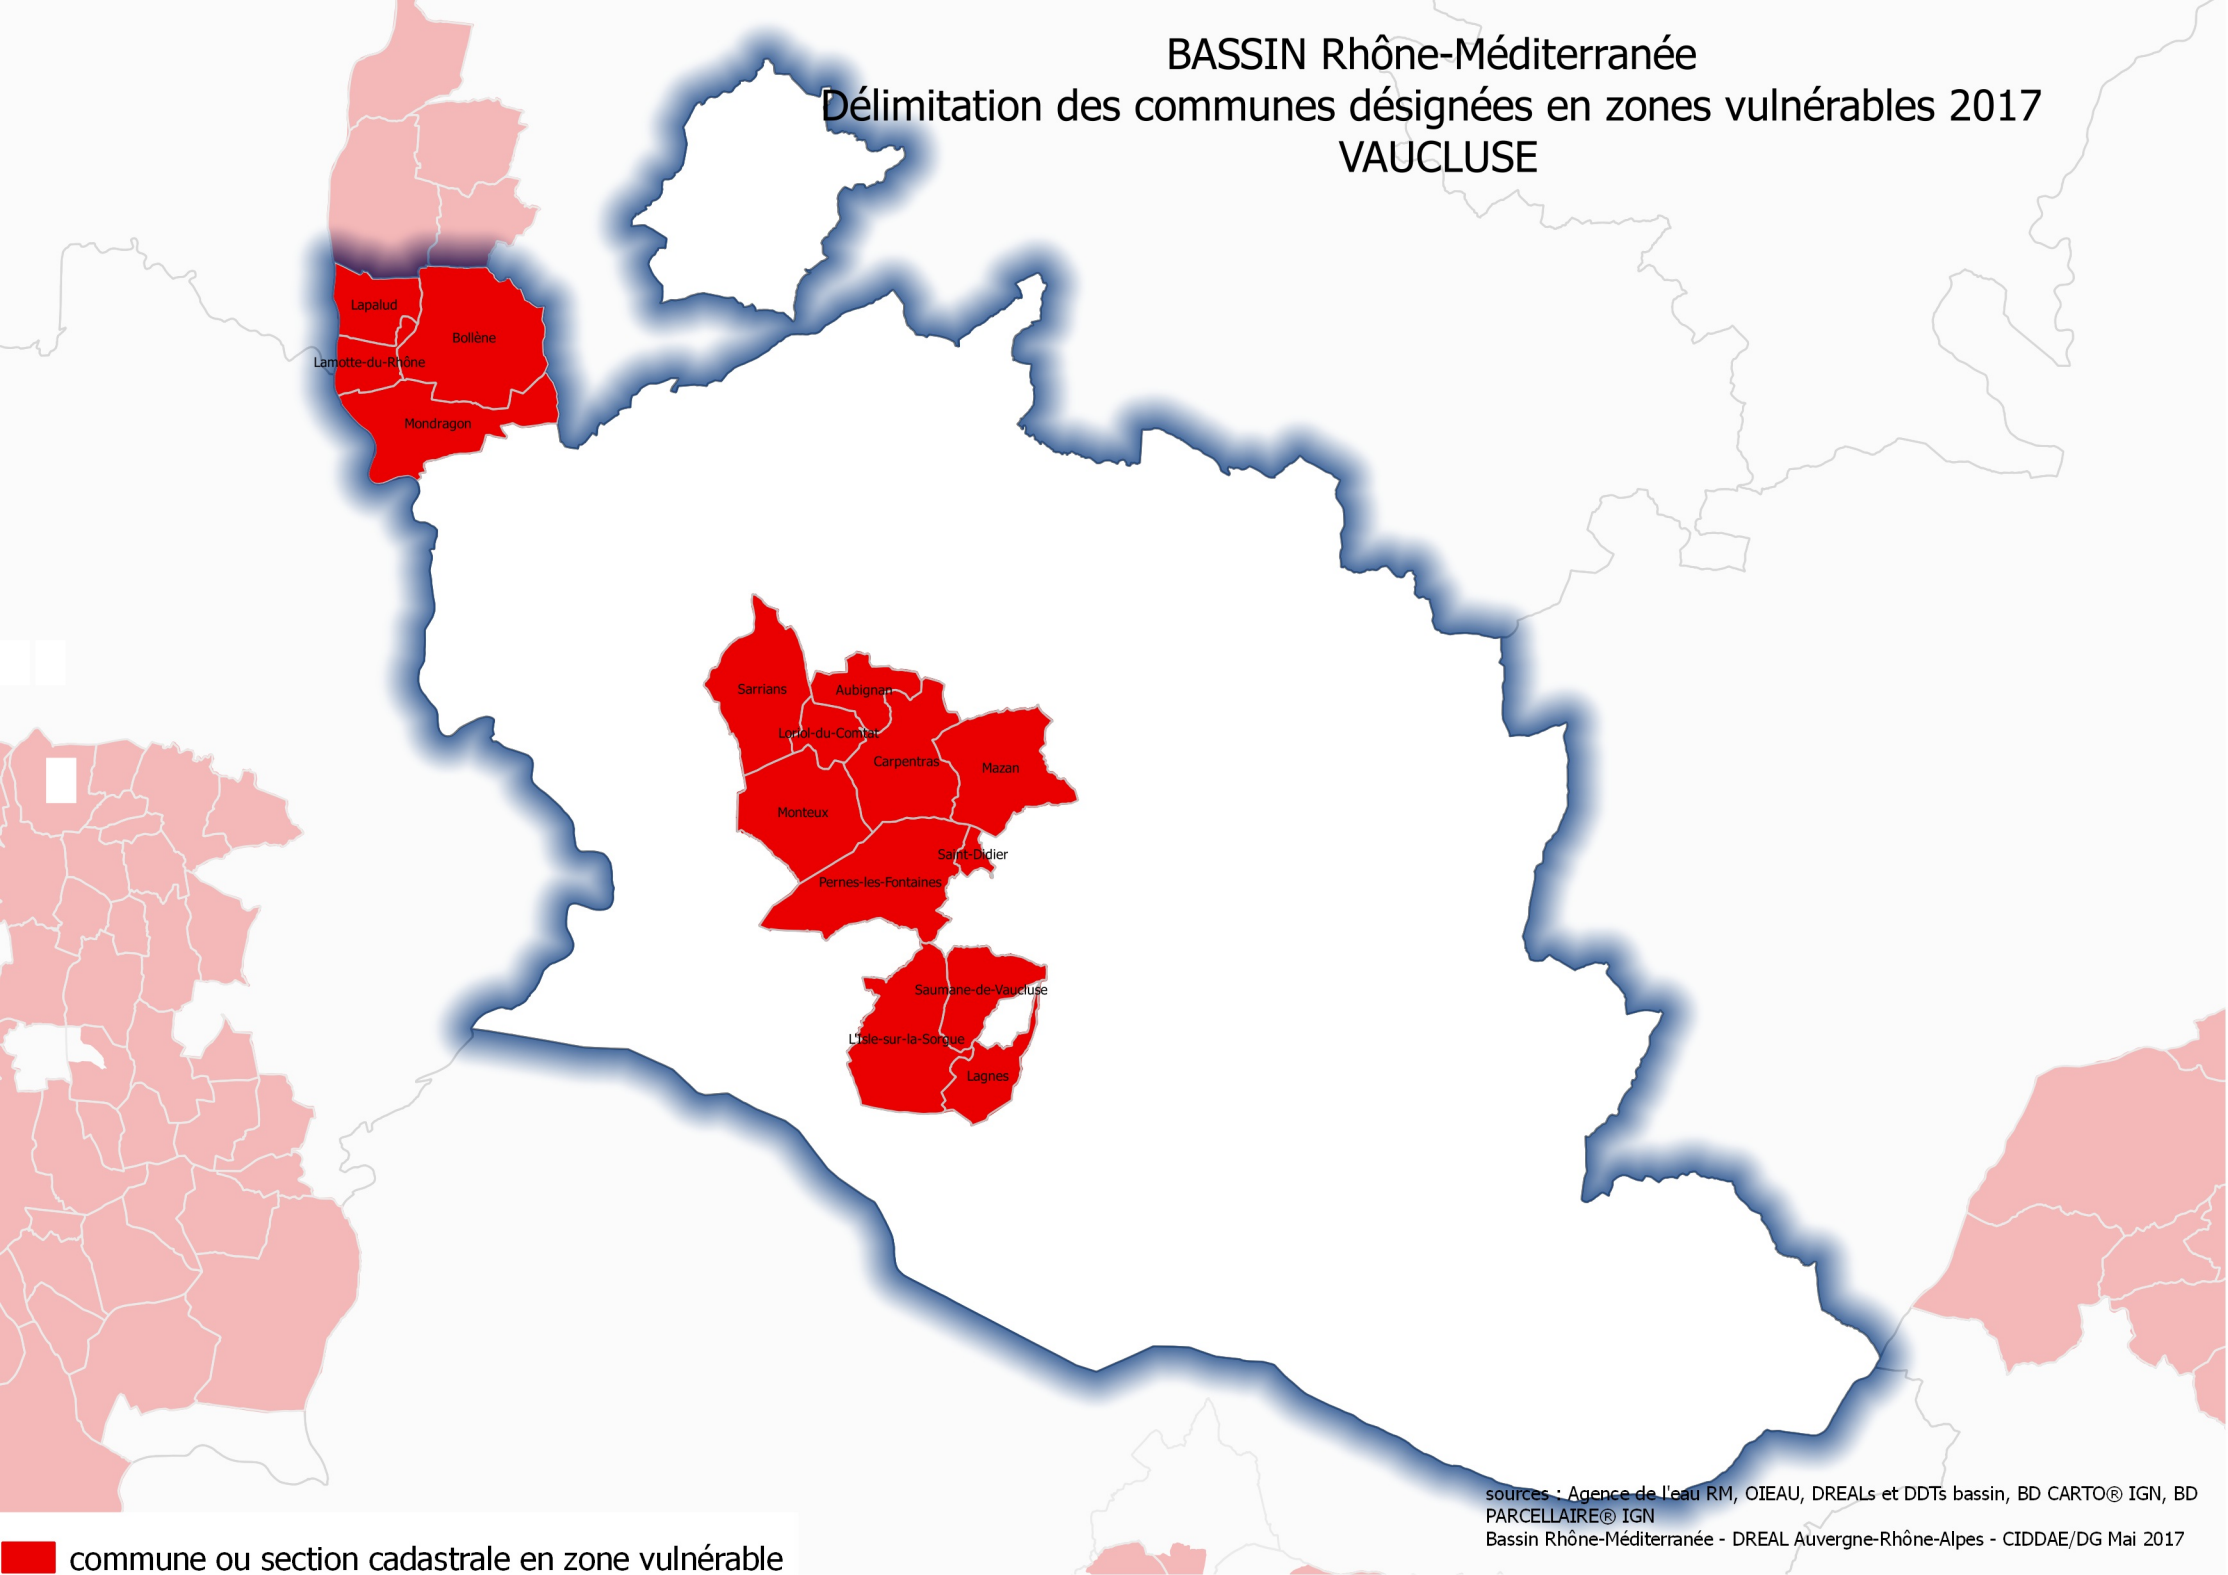 BASSIN Rhône-Méditerranée
Délimitation des communes désignées en zones vulnérables 2017
VAUCLUSE
Lapalud
Bollène
Lamotte-du-Rhône
Mondragon
Sarrians
Aubignan
Loriol-du-Comtat
Carpentras
Mazan
Monteux
Saint-Didier
Pernes-les-Fontaines
Saumane-de-Vaucluse
L'Isle-sur-la-Sorgue
Lagnes
sources : Agence de l'eau RM, OIEAU, DREALs et DDTs bassin, BD CARTO® IGN, BD
PARCELLAIRE® IGN
Bassin Rhône-Méditerranée - DREAL Auvergne-Rhône-Alpes - CIDDAE/DG Mai 2017
commune ou section cadastrale en zone vulnérable